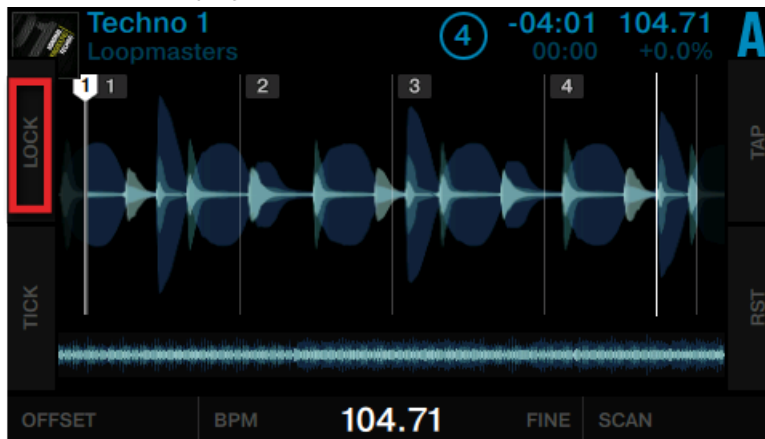 Techno 1
Loopmasters
4
-04:01 104.71
00:00 +0.0%
A
LOCK
TICK
TAP
RST
1 1 2 3 4
OFFSET BPM 104.71 FINE SCAN